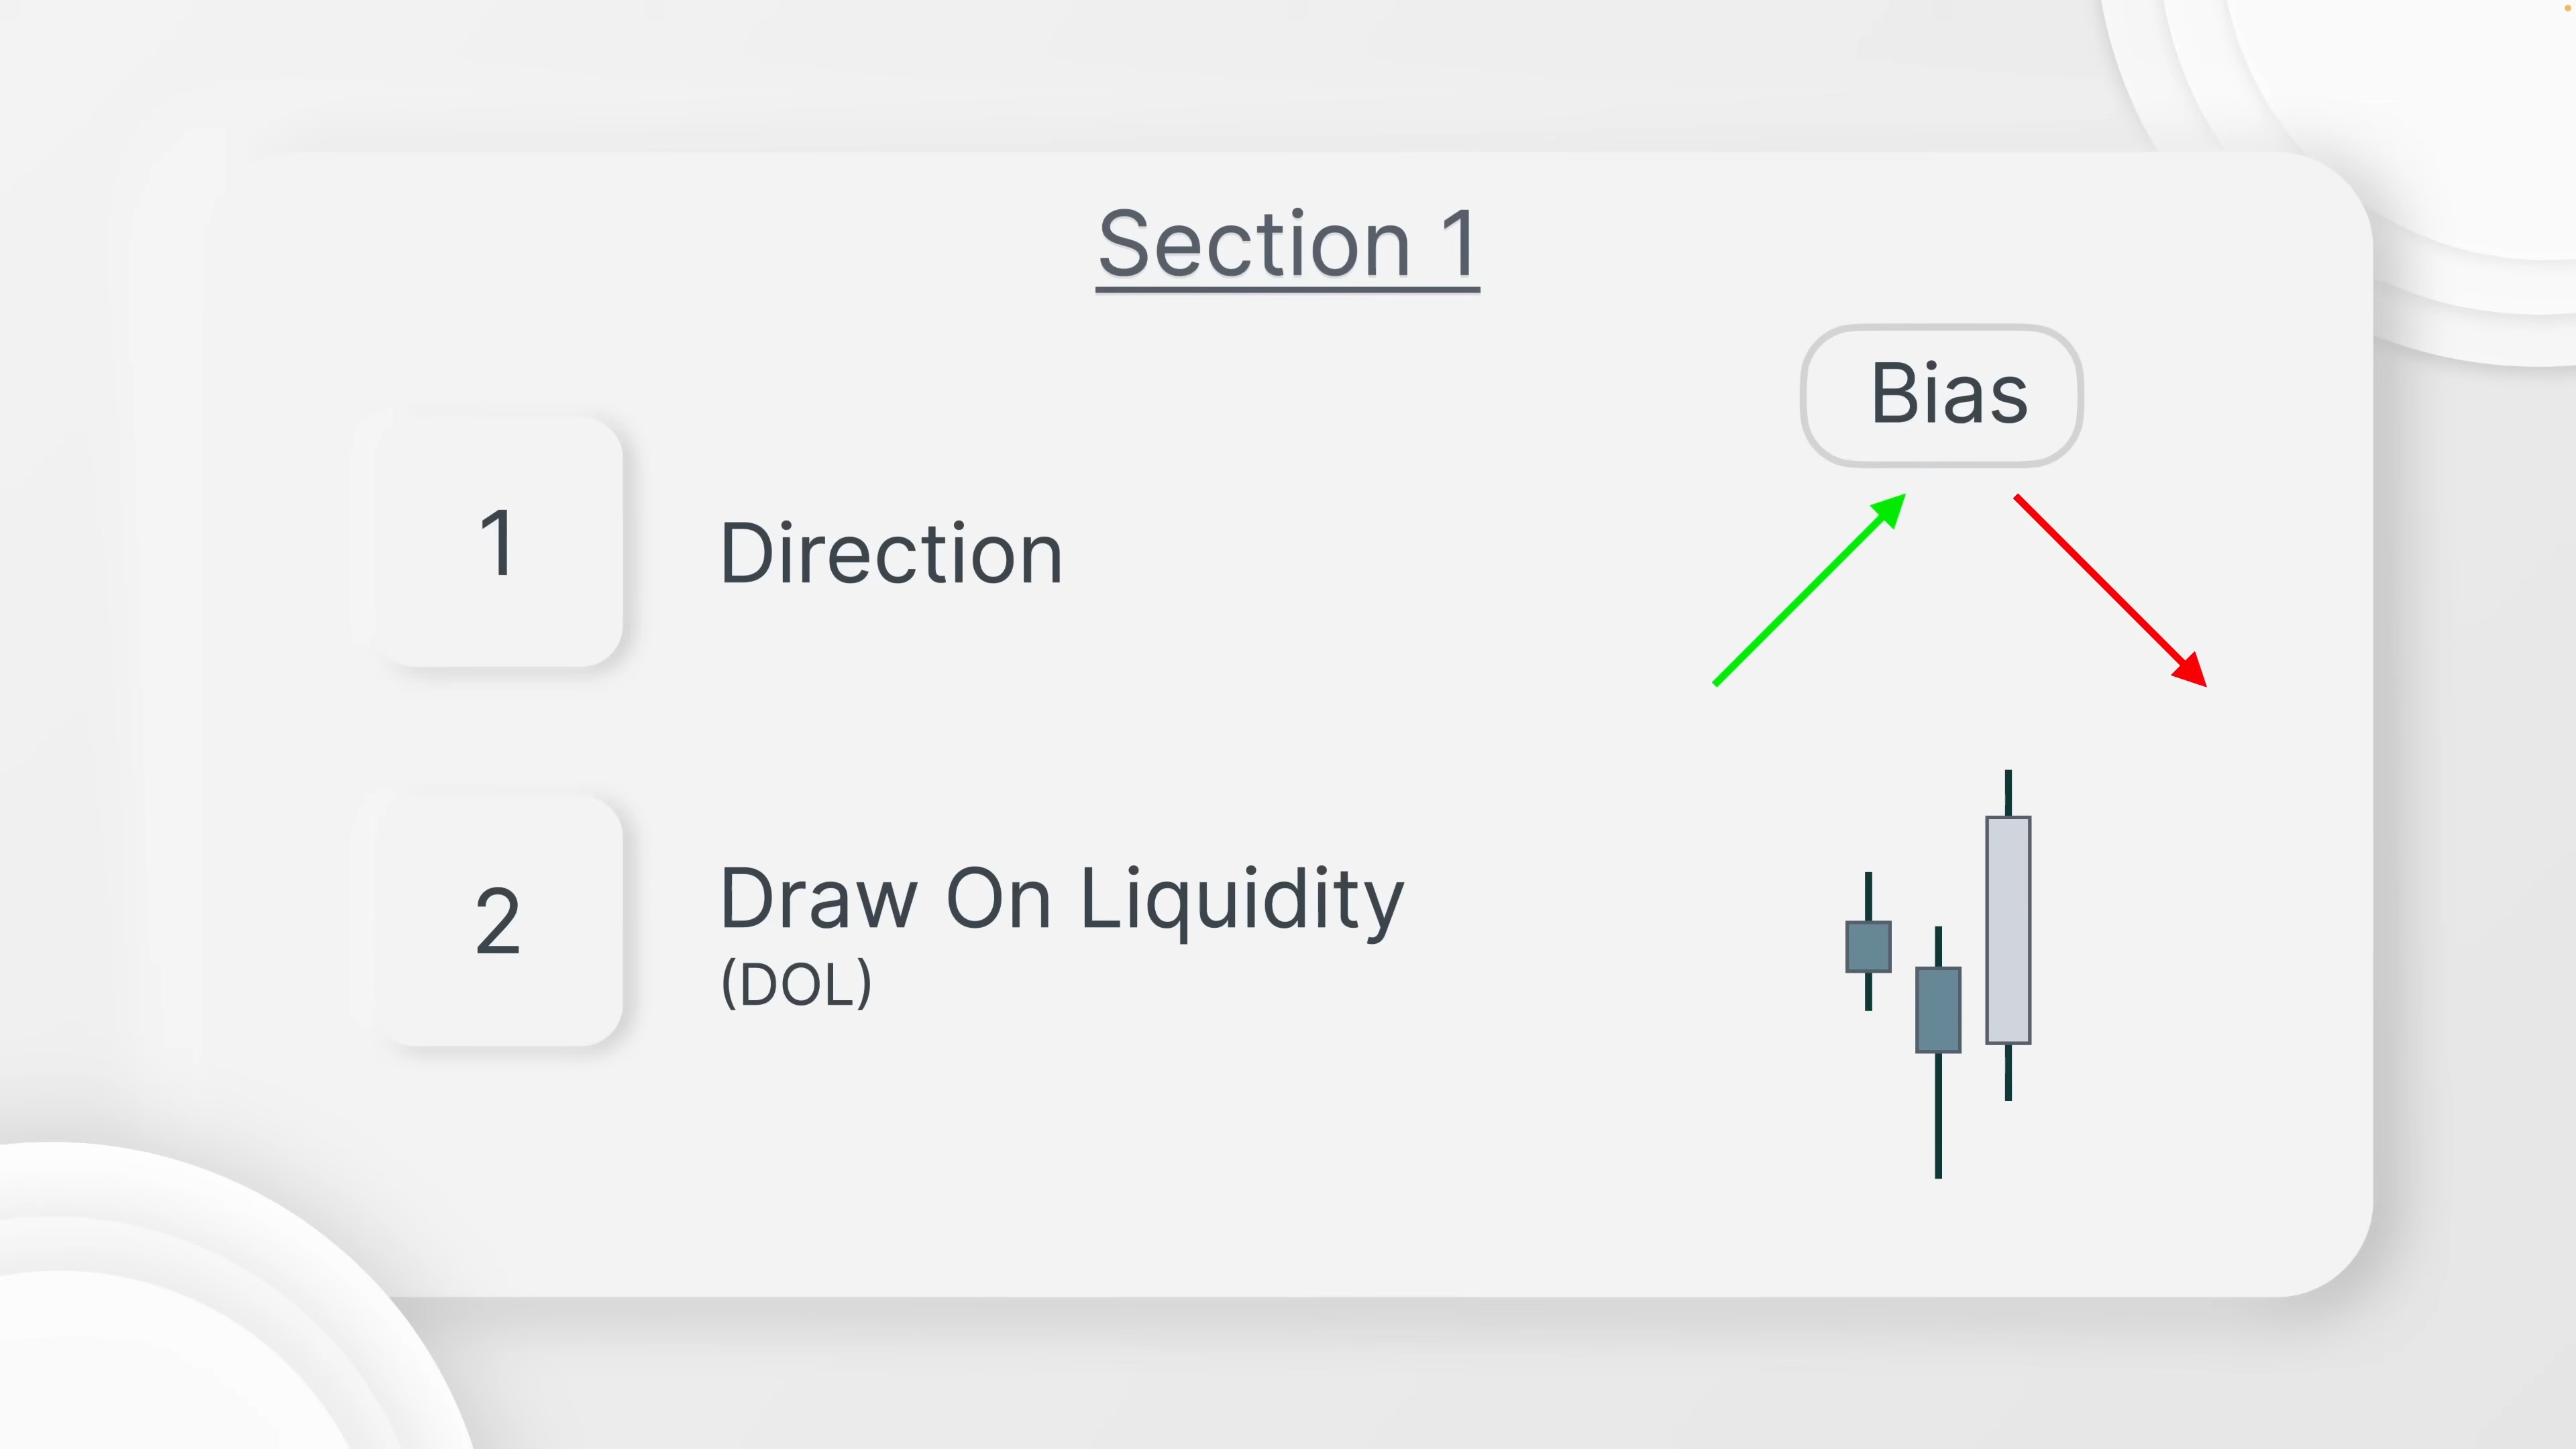 Section 1
Bias
1
Direction
2
Draw On Liquidity
(DOL)